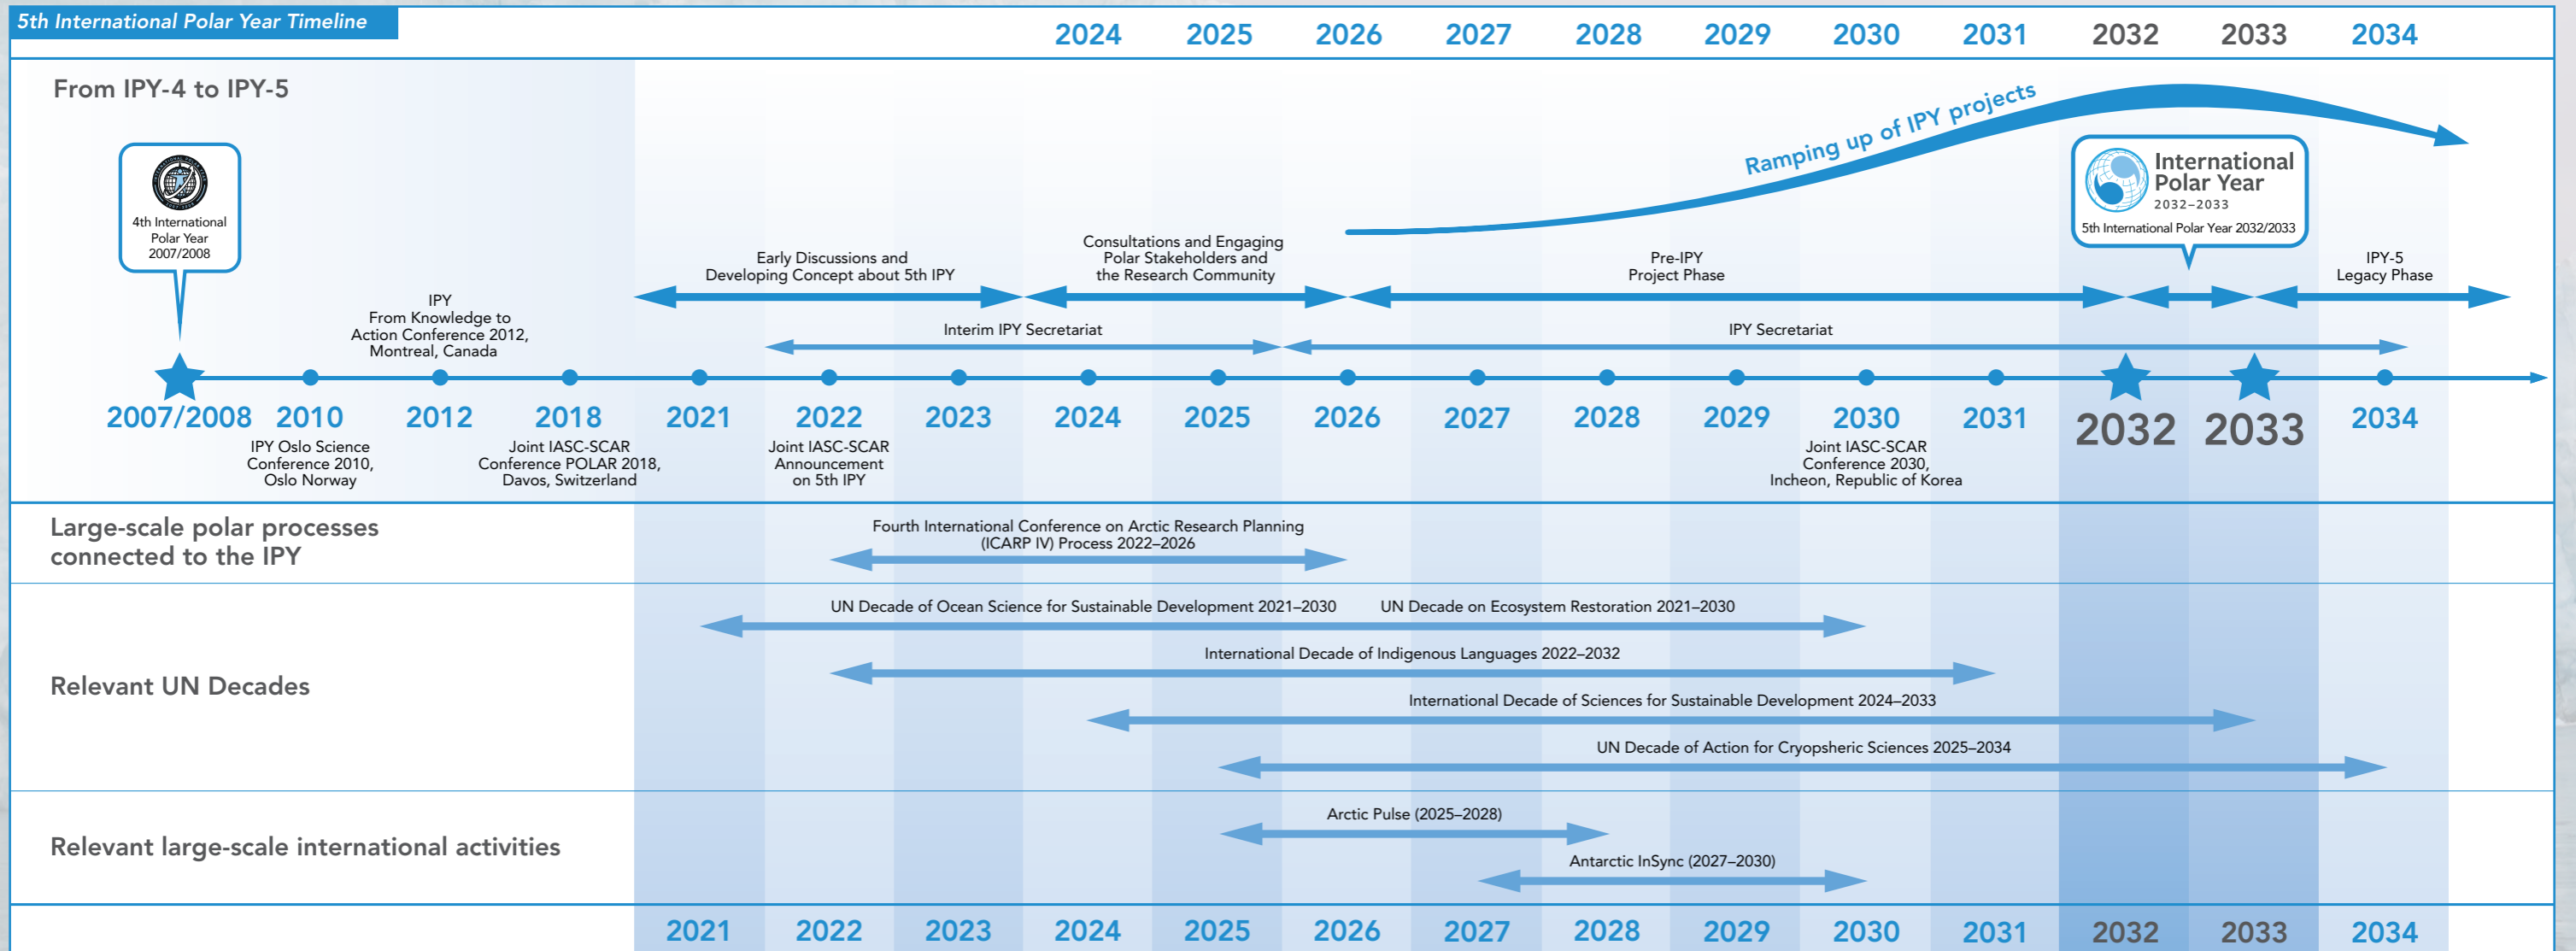 5th International Polar Year Timeline
2024 2025 2026 2027 2028 2029 2030 2031 2032 2033 2034
From IPY-4 to IPY-5
4th International
Polar Year
2007/2008
Ramping up of IPY projects
International
Polar Year
2032–2033
5th International Polar Year 2032/2033
Early Discussions and
Developing Concept about 5th IPY
Consultations and Engaging
Polar Stakeholders and
the Research Community
Pre-IPY
Project Phase
IPY-5
Legacy Phase
IPY
From Knowledge to
Action Conference 2012,
Montreal, Canada
Interim IPY Secretariat
IPY Secretariat
2007/2008 2010 2012 2018 2021 2022 2023 2024 2025 2026 2027 2028 2029 2030 2031 2032 2033 2034
IPY Oslo Science
Conference 2010,
Oslo Norway
Joint IASC-SCAR
Conference POLAR 2018,
Davos, Switzerland
Joint IASC-SCAR
Announcement
on 5th IPY
Joint IASC-SCAR
Conference 2030,
Incheon, Republic of Korea
Large-scale polar processes
connected to the IPY
Fourth International Conference on Arctic Research Planning
(ICARP IV) Process 2022–2026
Relevant UN Decades
UN Decade of Ocean Science for Sustainable Development 2021–2030 UN Decade on Ecosystem Restoration 2021–2030
International Decade of Indigenous Languages 2022–2032
International Decade of Sciences for Sustainable Development 2024–2033
UN Decade of Action for Cryopsheric Sciences 2025–2034
Relevant large-scale international activities
Arctic Pulse (2025–2028)
Antarctic InSync (2027–2030)
2021 2022 2023 2024 2025 2026 2027 2028 2029 2030 2031 2032 2033 2034